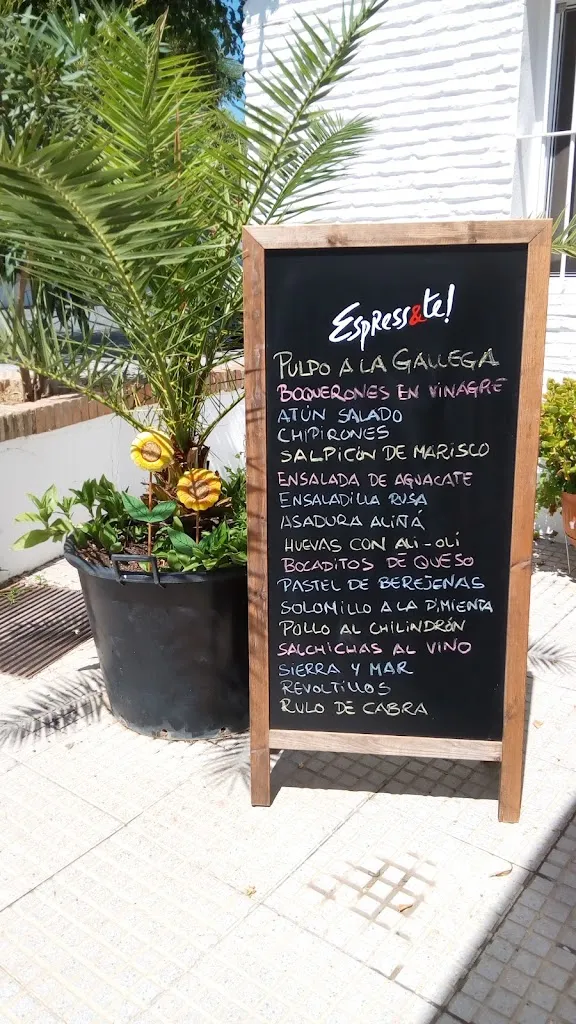 Espress&te!
PULPO A LA GALLEGA
BOQUERONES EN VINAGRE
ATÚN SALADO
CHIPIRONES
SALPICÓN DE MARISCO
ENSALADA DE AGUACATE
ENSALADILLA RUSA
ASADURA ALIÑÁ
HUEVAS CON ALI-OLI
BOCADITOS DE QUESO
PASTEL DE BEREJENAS
SOLOMILLO A LA PIMIENTA
POLLO AL CHILINDRÓN
SALCHICHAS AL VINO
SIERRA Y MAR
REVOLTILLOS
RULO DE CABRA